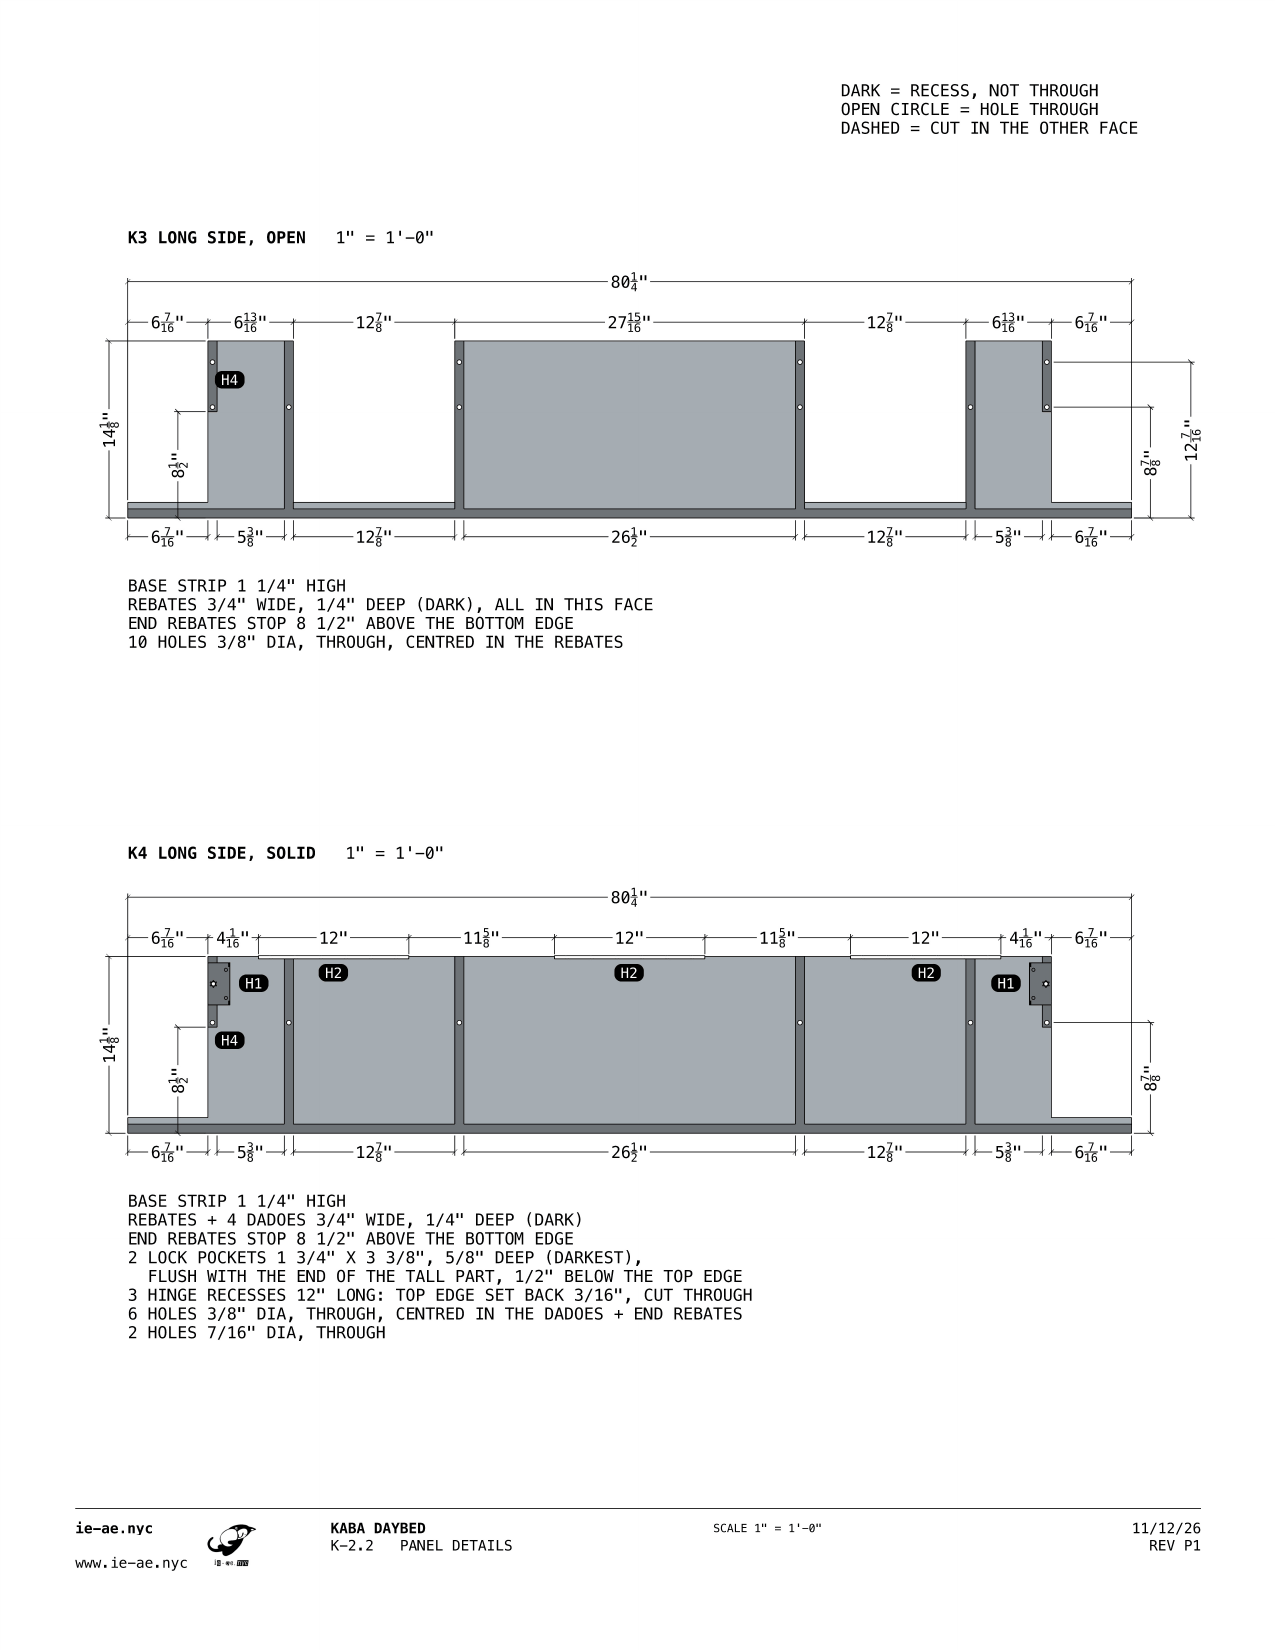 DARK = RECESS, NOT THROUGH
OPEN CIRCLE = HOLE THROUGH
DASHED = CUT IN THE OTHER FACE
K3 LONG SIDE, OPEN 1" = 1'-0"
80 1/4"
6 7/16" 6 13/16" 12 7/8" 27 15/16" 12 7/8" 6 13/16" 6 7/16"
H4
14 1/8" 8 1/2" 8 7/8" 12 7/16"
6 7/16" 5 3/8" 12 7/8" 26 1/2" 12 7/8" 5 3/8" 6 7/16"
BASE STRIP 1 1/4" HIGH
REBATES 3/4" WIDE, 1/4" DEEP (DARK), ALL IN THIS FACE
END REBATES STOP 8 1/2" ABOVE THE BOTTOM EDGE
10 HOLES 3/8" DIA, THROUGH, CENTRED IN THE REBATES
K4 LONG SIDE, SOLID 1" = 1'-0"
80 1/4"
6 7/16" 4 1/16" 12" 11 5/8" 12" 11 5/8" 12" 4 1/16" 6 7/16"
H1 H2 H2 H2 H1
H4
14 1/8" 8 1/2" 8 7/8"
6 7/16" 5 3/8" 12 7/8" 26 1/2" 12 7/8" 5 3/8" 6 7/16"
BASE STRIP 1 1/4" HIGH
REBATES + 4 DADOES 3/4" WIDE, 1/4" DEEP (DARK)
END REBATES STOP 8 1/2" ABOVE THE BOTTOM EDGE
2 LOCK POCKETS 1 3/4" X 3 3/8", 5/8" DEEP (DARKEST),
FLUSH WITH THE END OF THE TALL PART, 1/2" BELOW THE TOP EDGE
3 HINGE RECESSES 12" LONG: TOP EDGE SET BACK 3/16", CUT THROUGH
6 HOLES 3/8" DIA, THROUGH, CENTRED IN THE DADOES + END REBATES
2 HOLES 7/16" DIA, THROUGH
ie-ae.nyc KABA DAYBED SCALE 1" = 1'-0" 11/12/26
K-2.2 PANEL DETAILS REV P1
www.ie-ae.nyc ie-ae.nyc